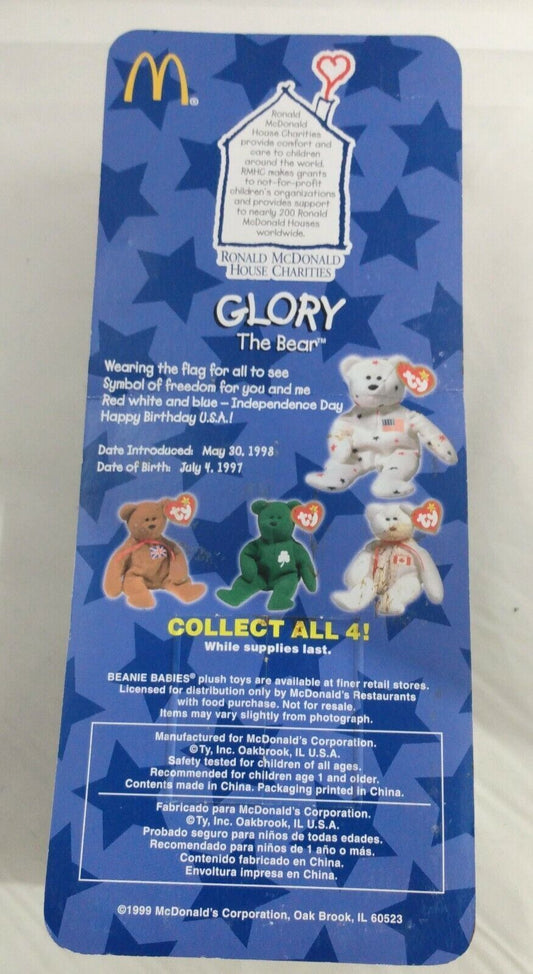 Ronald
McDonald
House Charities
provide comfort and
care to children
around the world.
RMHC makes grants
to not-for-profit
children's organizations
and provides support
to nearly 200 Ronald
McDonald Houses
worldwide.
RONALD MCDONALD
HOUSE CHARITIES
GLORY
The Bear™
Wearing the flag for all to see
Symbol of freedom for you and me
Red white and blue – Independence Day
Happy Birthday U.S.A.!
Date Introduced: May 30, 1998
Date of Birth: July 4, 1997
ty
ty
ty
ty
COLLECT ALL 4!
While supplies last.
BEANIE BABIES® plush toys are available at finer retail stores.
Licensed for distribution only by McDonald's Restaurants
with food purchase. Not for resale.
Items may vary slightly from photograph.
Manufactured for McDonald's Corporation.
©Ty, Inc. Oakbrook, IL U.S.A.
Safety tested for children of all ages.
Recommended for children age 1 and older.
Contents made in China. Packaging printed in China.
Fabricado para McDonald's Corporation.
©Ty, Inc. Oakbrook, IL U.S.A.
Probado seguro para niños de todas edades.
Recomendado para niños de 1 año o más.
Contenido fabricado en China.
Envoltura impresa en China.
©1999 McDonald's Corporation, Oak Brook, IL 60523